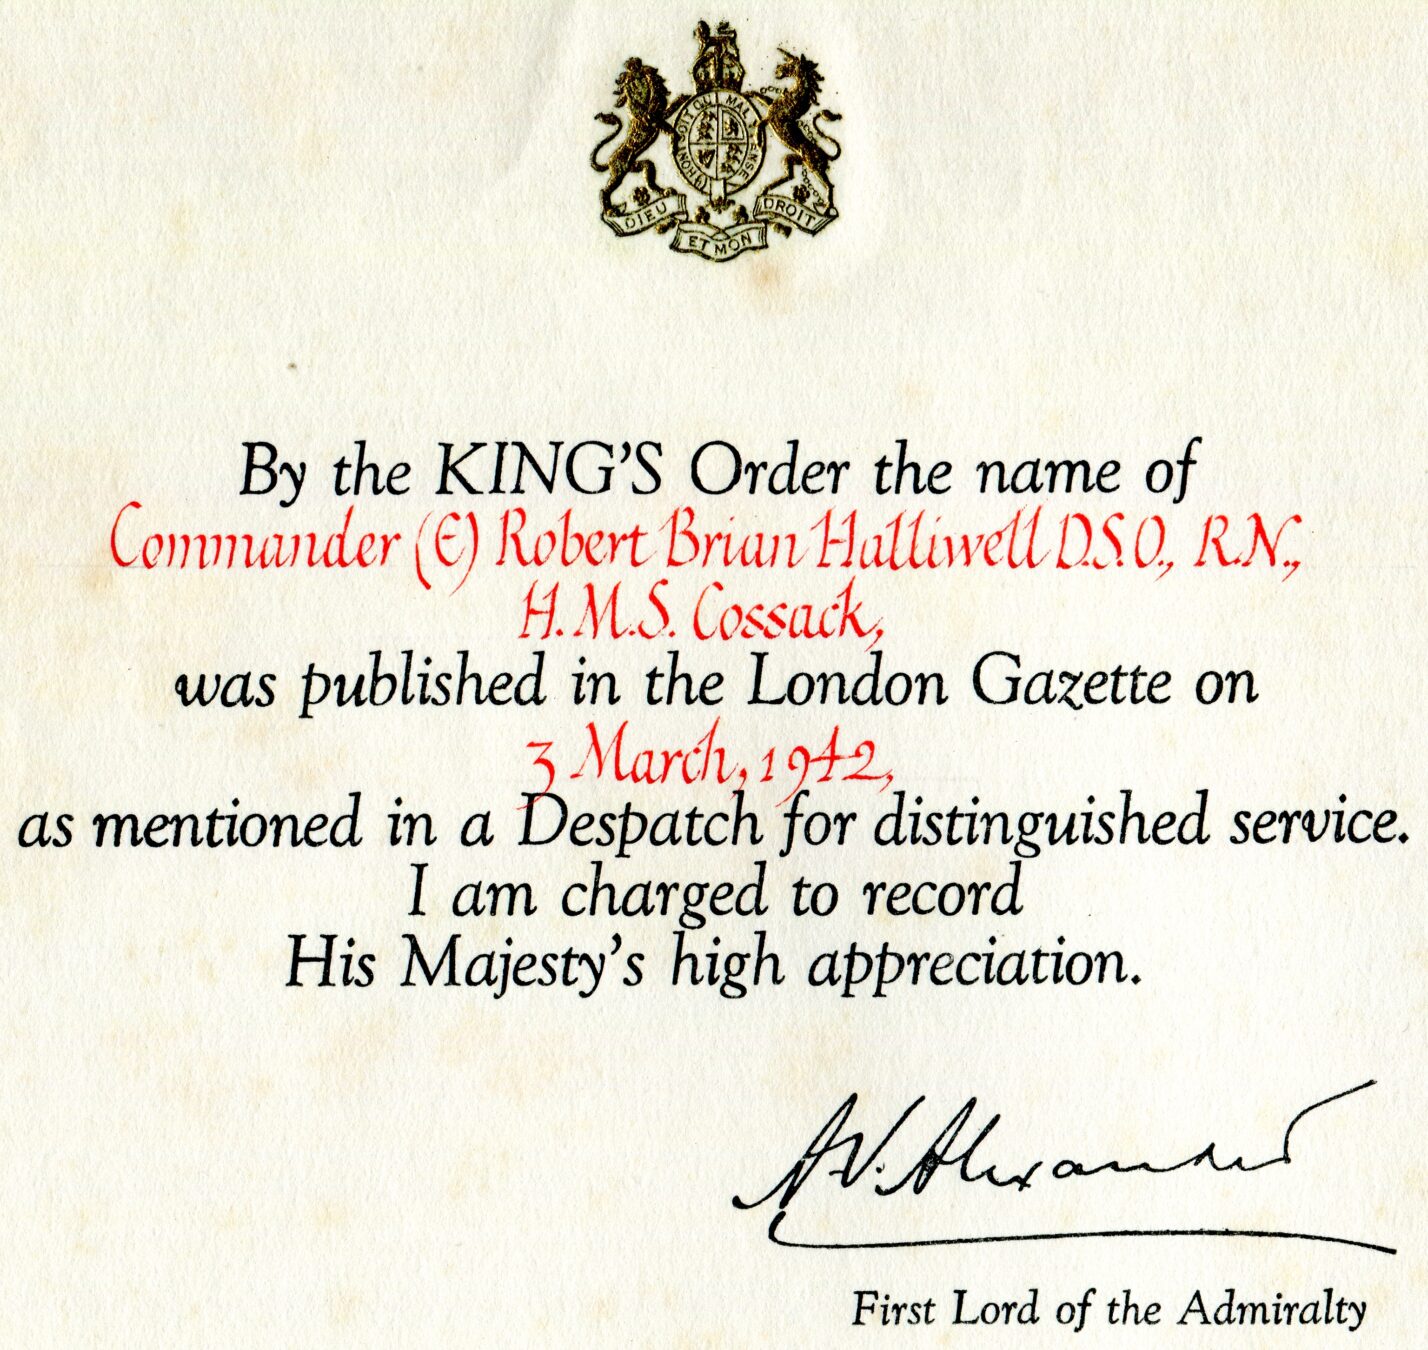 HONI SOIT QUI MAL Y PENSE
DIEU ET MON DROIT
By the KING'S Order the name of
Commander (E) Robert Brian Halliwell D.S.O., R.N.,
H.M.S. Cossack,
was published in the London Gazette on
3 March, 1942,
as mentioned in a Despatch for distinguished service.
I am charged to record
His Majesty's high appreciation.
AV. Alexander
First Lord of the Admiralty